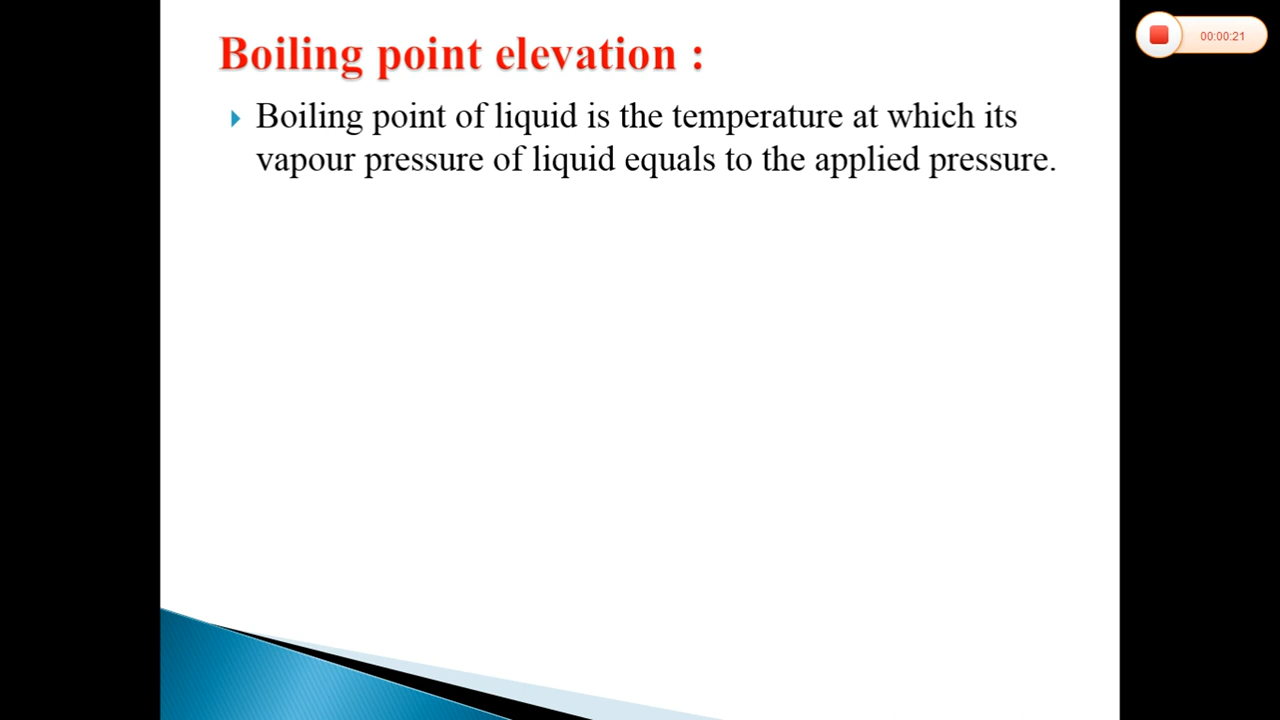 Boiling point elevation :
Boiling point of liquid is the temperature at which its
vapour pressure of liquid equals to the applied pressure.
00:00:21